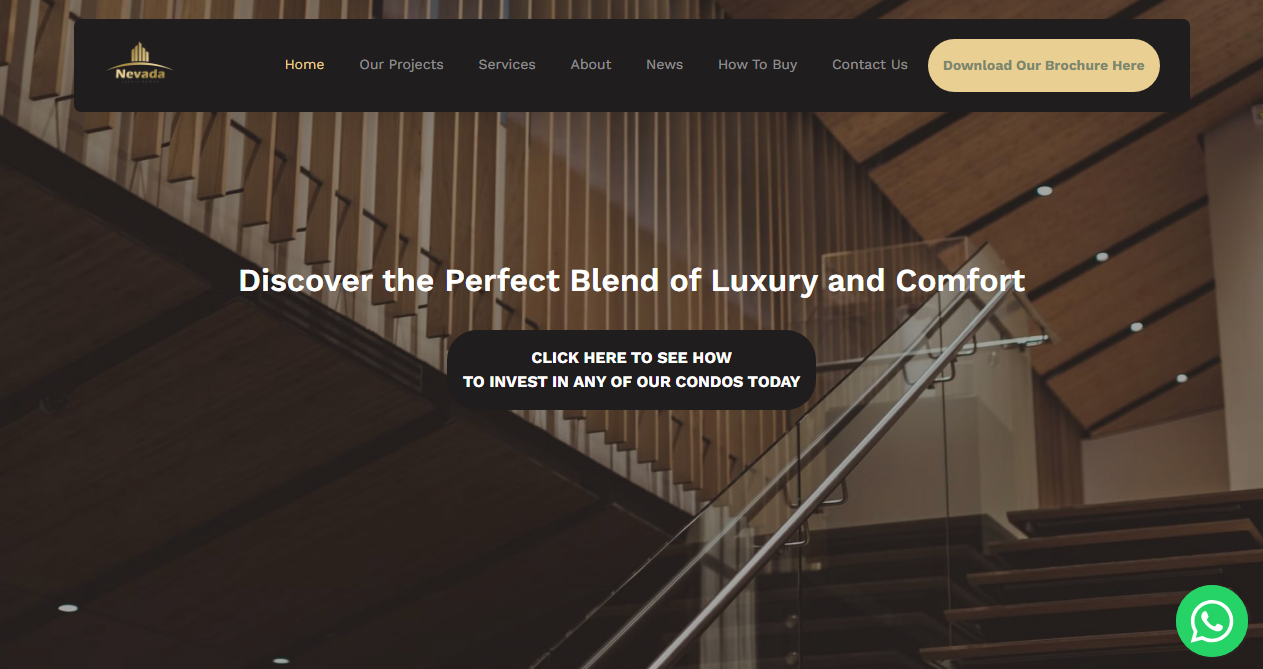 Nevada
Home
Our Projects
Services
About
News
How To Buy
Contact Us
Download Our Brochure Here
Discover the Perfect Blend of Luxury and Comfort
CLICK HERE TO SEE HOW
TO INVEST IN ANY OF OUR CONDOS TODAY